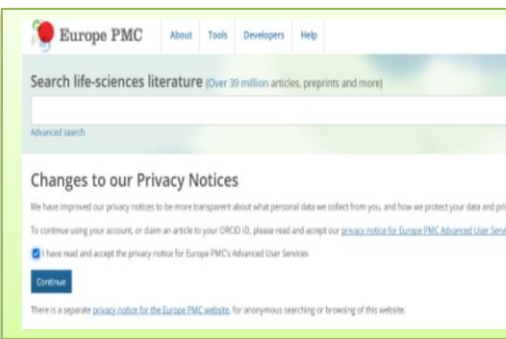 Europe PMC About Tools Developers Help
Search life-sciences literature (Over 39 million articles, preprints and more)
Advanced search
Changes to our Privacy Notices
We have improved our privacy notices to be more transparent about what personal data we collect from you, and how we protect your data and
To continue using your account, or claim an article to your ORCID iD, please read and accept our privacy notice for Europe PMC Advanced User
I have read and accept the privacy notice for Europe PMC's Advanced User Services
Continue
There is a separate privacy notice for the Europe PMC website, for anonymous searching or browsing of this website.